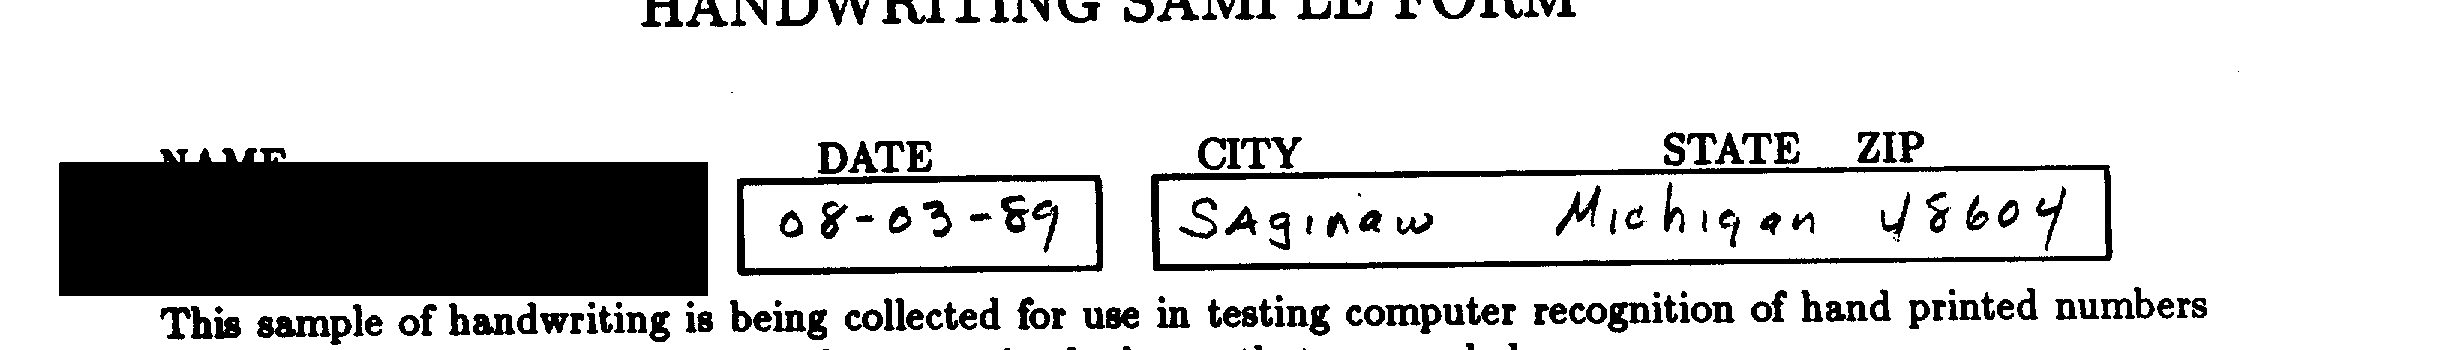 HANDWRITING SAMPLE FORM
NAME DATE CITY STATE ZIP
08-03-89 SAginaw Michigan 48604
This sample of handwriting is being collected for use in testing computer recognition of hand printed numbers